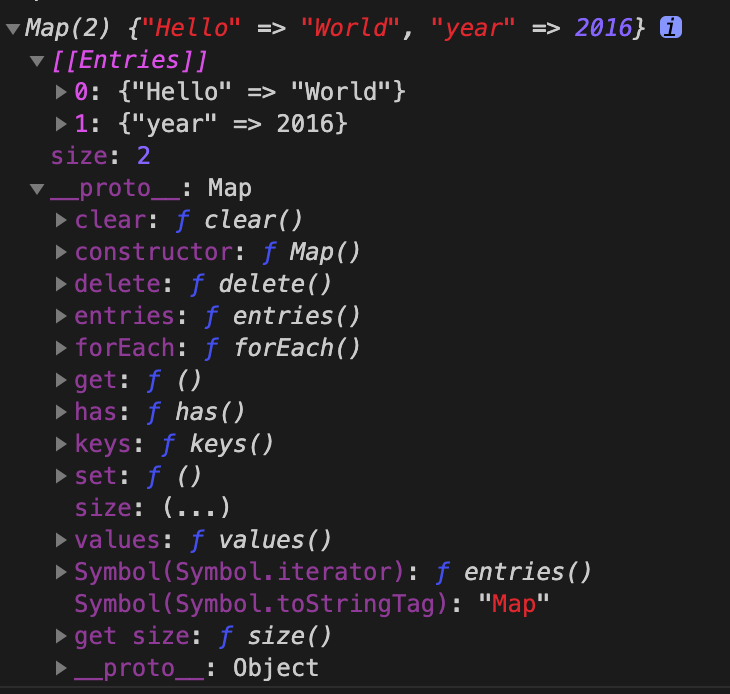 Map(2) {"Hello" => "World", "year" => 2016} i
[[Entries]]
0: {"Hello" => "World"}
1: {"year" => 2016}
size: 2
__proto__: Map
clear: ƒ clear()
constructor: ƒ Map()
delete: ƒ delete()
entries: ƒ entries()
forEach: ƒ forEach()
get: ƒ ()
has: ƒ has()
keys: ƒ keys()
set: ƒ ()
size: (...)
values: ƒ values()
Symbol(Symbol.iterator): ƒ entries()
Symbol(Symbol.toStringTag): "Map"
get size: ƒ size()
__proto__: Object